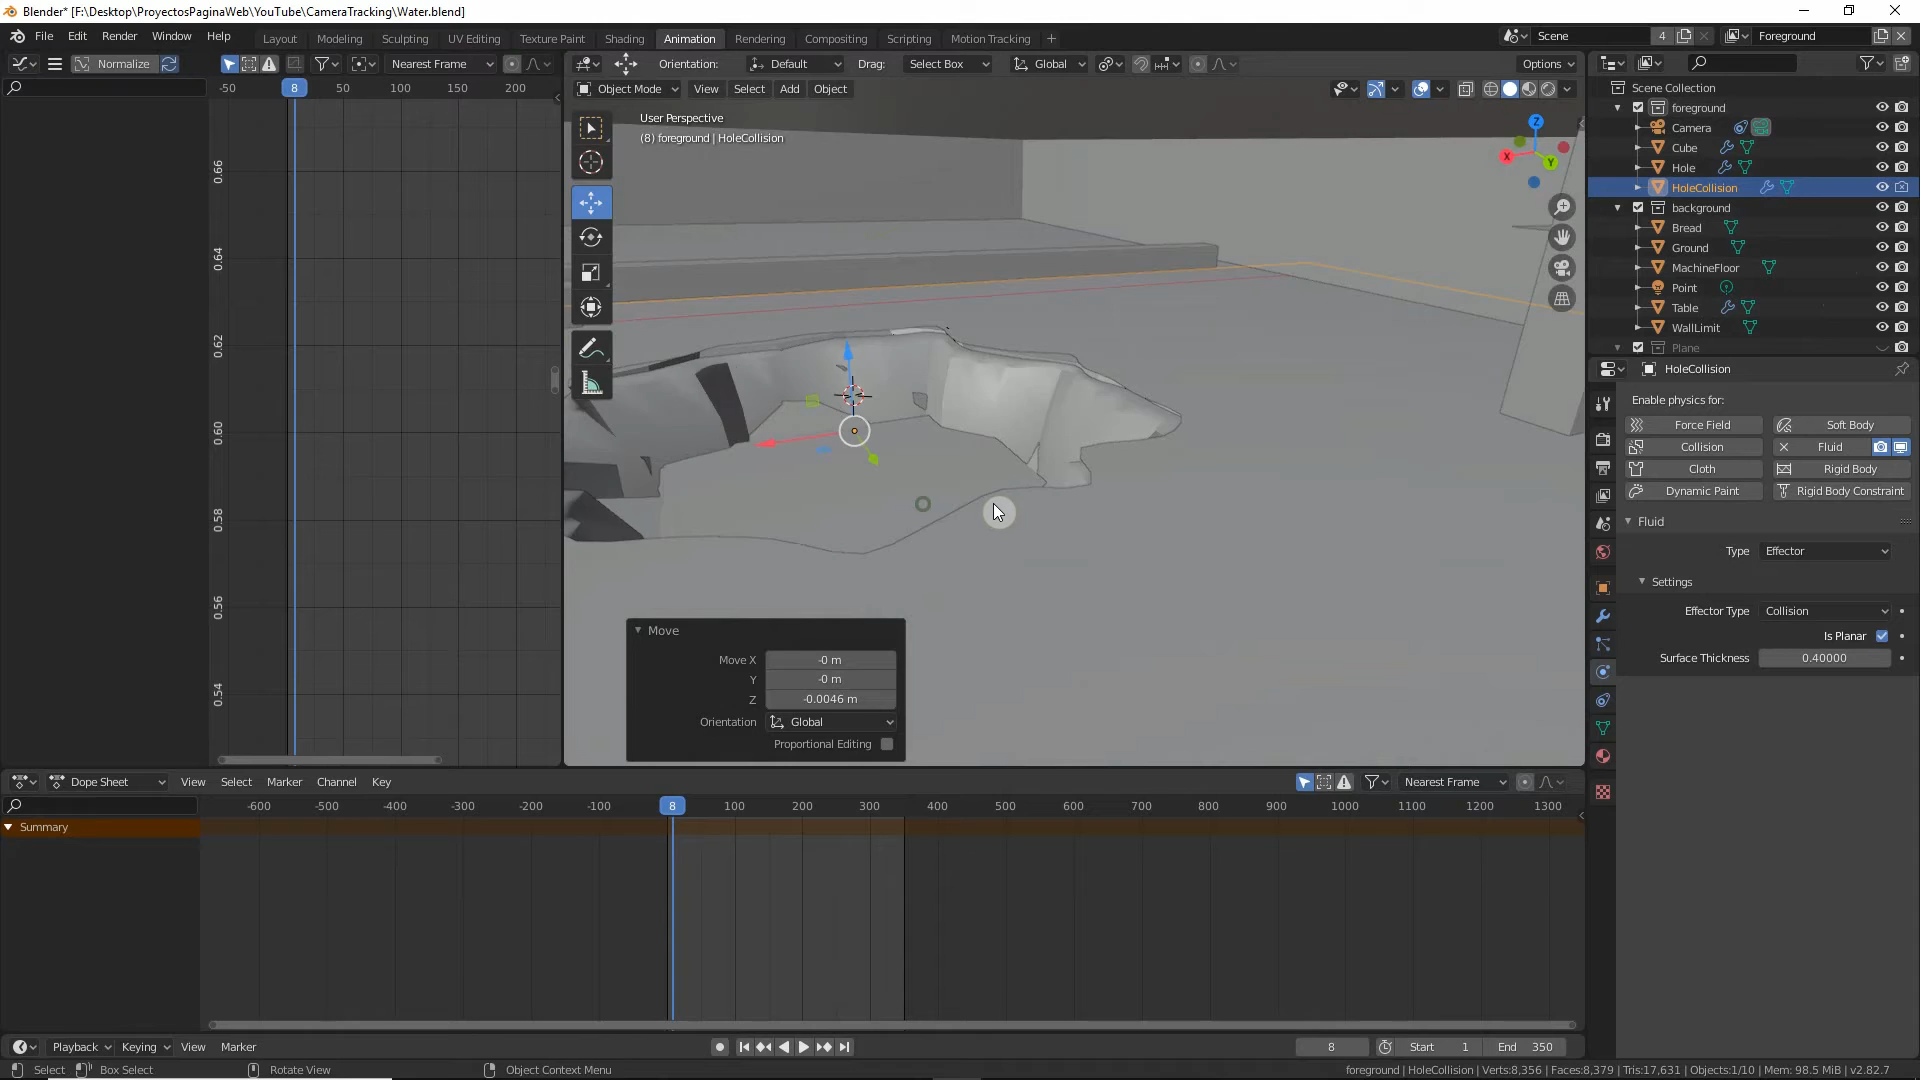 Blender* [F:\Desktop\ProyectosPaginaWeb\YouTube\CameraTracking\Water.blend]
File Edit Render Window Help
Layout Modeling Sculpting UV Editing Texture Paint Shading Animation Rendering Compositing Scripting Motion Tracking +
Scene 4 Foreground
Normalize Nearest Frame
Orientation: Default Drag: Select Box Global Options
Object Mode View Select Add Object
-50 8 50 100 150 200
0.66
0.64
0.62
0.60
0.58
0.56
0.54
User Perspective
(8) foreground | HoleCollision
Z
X
Y
Move
Move X -0 m
Y -0 m
Z -0.0046 m
Orientation Global
Proportional Editing
Scene Collection
foreground
Camera
Cube
Hole
HoleCollision
background
Bread
Ground
MachineFloor
Point
Table
WallLimit
Plane
HoleCollision
Enable physics for:
Force Field Soft Body
Collision Fluid
Cloth Rigid Body
Dynamic Paint Rigid Body Constraint
Fluid
Type Effector
Settings
Effector Type Collision
Is Planar
Surface Thickness 0.40000
Dope Sheet View Select Marker Channel Key Nearest Frame
-600 -500 -400 -300 -200 -100 8 100 200 300 400 500 600 700 800 900 1000 1100 1200 1300
Summary
Playback Keying View Marker 8 Start 1 End 350
Select Box Select Rotate View Object Context Menu foreground | HoleCollision | Verts:8,356 | Faces:8,379 | Tris:17,631 | Objects:1/10 | Mem: 98.5 MiB | v2.82.7